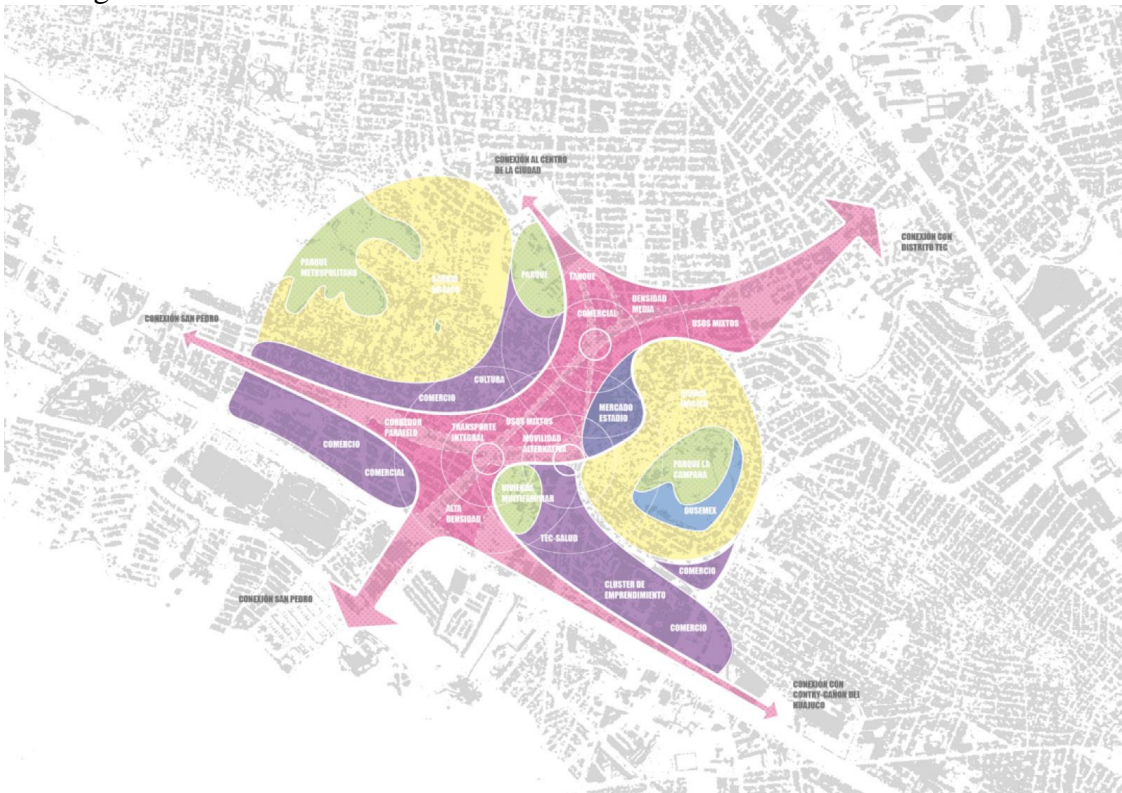 CONEXIÓN AL CENTRO
DE LA CIUDAD
CONEXIÓN CON
DISTRITO TEC
PARQUE
METROPOLITANO
PARQUE
TANQUE
COMERCIAL
DENSIDAD
MEDIA
USOS MIXTOS
CONEXIÓN SAN PEDRO
CULTURA
COMERCIO
MERCADO
ESTADIO
CORREDOR
PARALELO
TRANSPORTE
INTEGRAL
USOS MIXTOS
MOVILIDAD
ALTERNATIVA
COMERCIO
COMERCIAL
PARQUE LA
CAMPANA
VIVIENDA
MULTIFAMILIAR
DUSEMEX
ALTA
DENSIDAD
TEC-SALUD
COMERCIO
CLUSTER DE
EMPRENDIMIENTO
CONEXIÓN SAN PEDRO
COMERCIO
CONEXIÓN CON
CONTRY-CAÑON DEL
HUAJUCO